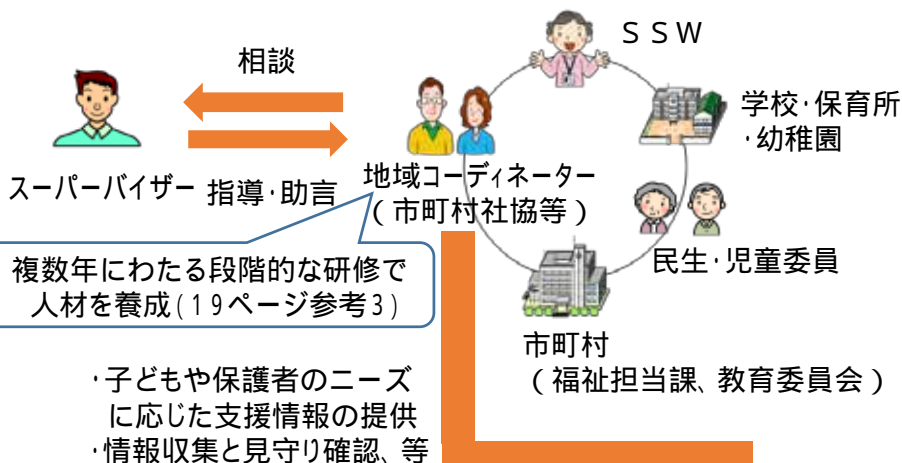 SSW
相談
学校・保育所
・幼稚園
スーパーバイザー
指導・助言
地域コーディネーター
(市町村社協等)
民生・児童委員
複数年にわたる段階的な研修で
人材を養成(19ページ参考3)
市町村
(福祉担当課、教育委員会)
・子どもや保護者のニーズ
に応じた支援情報の提供
・情報収集と見守り確認、等